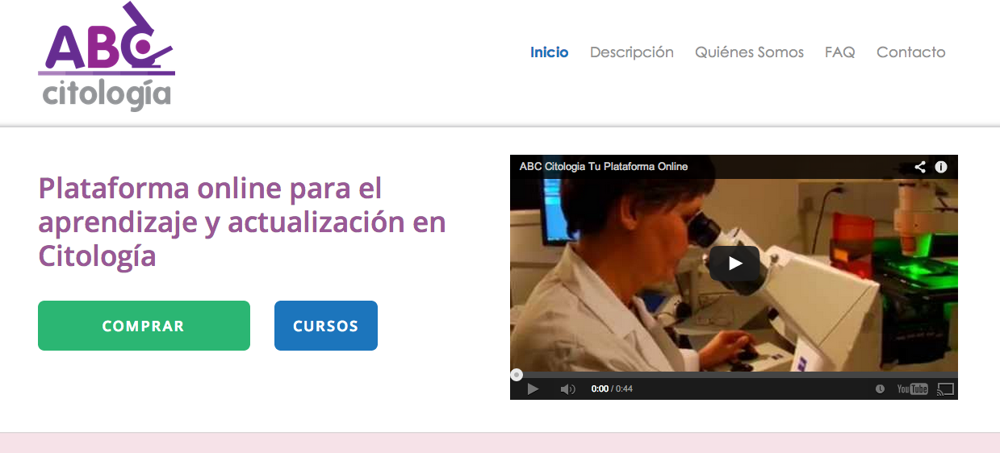 ABC
citología
Inicio
Descripción
Quiénes Somos
FAQ
Contacto
Plataforma online para el
aprendizaje y actualización en
Citología
COMPRAR
CURSOS
ABC Citologia Tu Plataforma Online
0:00 / 0:44
YouTube